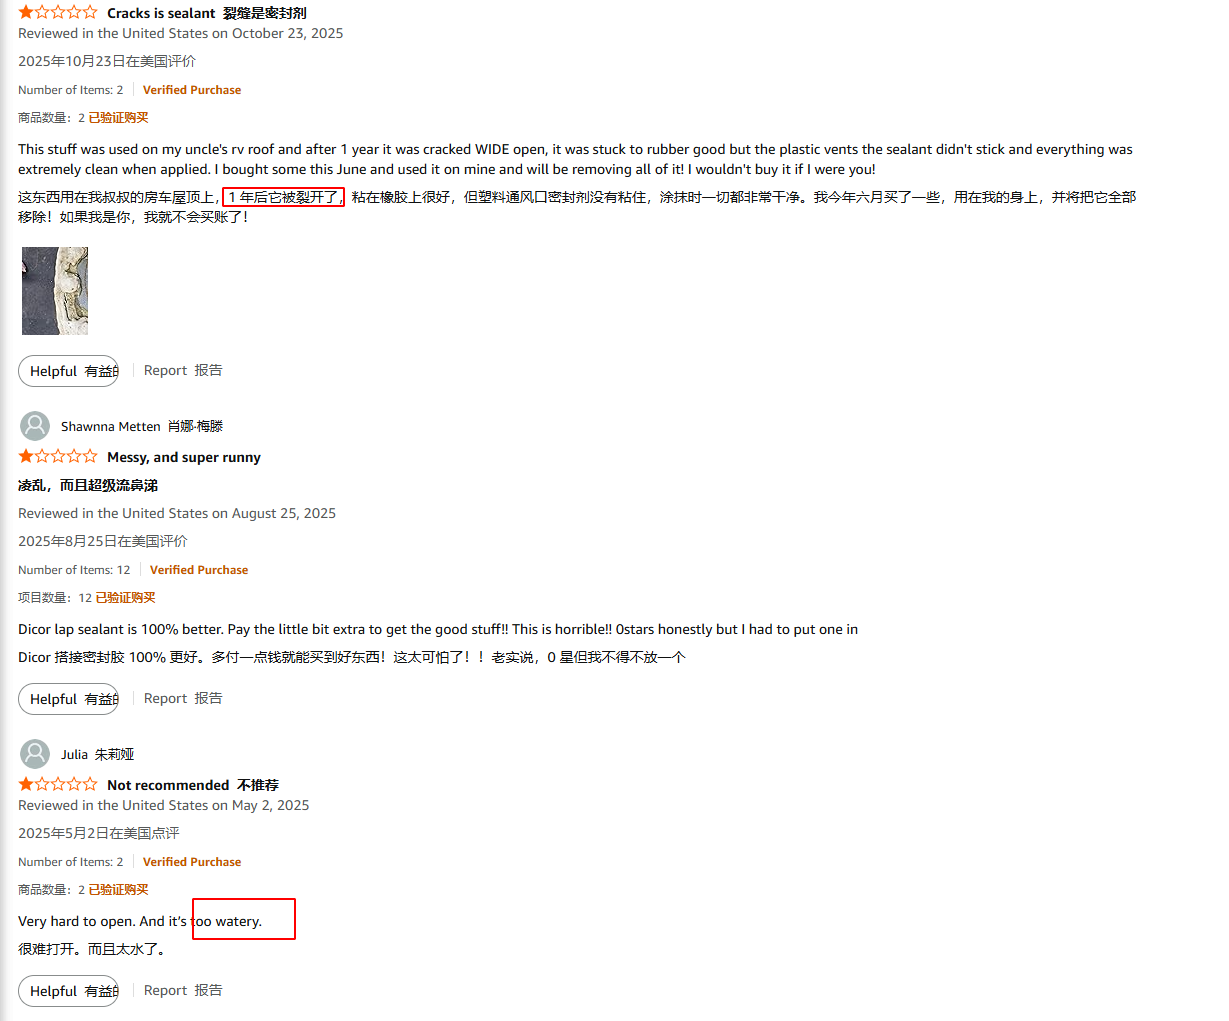 Cracks is sealant 裂缝是密封剂
Reviewed in the United States on October 23, 2025
2025年10月23日在美国评价
Number of Items: 2 Verified Purchase
商品数量：2 已验证购买
This stuff was used on my uncle's rv roof and after 1 year it was cracked WIDE open, it was stuck to rubber good but the plastic vents the sealant didn't stick and everything was
extremely clean when applied. I bought some this June and used it on mine and will be removing all of it! I wouldn't buy it if I were you!
这东西用在我叔叔的房车屋顶上，1 年后它被裂开了，粘在橡胶上很好，但塑料通风口密封剂没有粘住，涂抹时一切都非常干净。我今年六月买了一些，用在我的身上，并将把它全部
移除！如果我是你，我就不会买账了！
Helpful 有益的
Report 报告
Shawnna Metten 肖娜·梅滕
Messy, and super runny
凌乱，而且超级流鼻涕
Reviewed in the United States on August 25, 2025
2025年8月25日在美国评价
Number of Items: 12 Verified Purchase
项目数量：12 已验证购买
Dicor lap sealant is 100% better. Pay the little bit extra to get the good stuff!! This is horrible!! 0stars honestly but I had to put one in
Dicor 搭接密封胶 100% 更好。多付一点钱就能买到好东西！这太可怕了！！老实说，0 星但我不得不放一个
Helpful 有益的
Report 报告
Julia 朱莉娅
Not recommended 不推荐
Reviewed in the United States on May 2, 2025
2025年5月2日在美国点评
Number of Items: 2 Verified Purchase
商品数量：2 已验证购买
Very hard to open. And it’s too watery.
很难打开。而且太水了。
Helpful 有益的
Report 报告